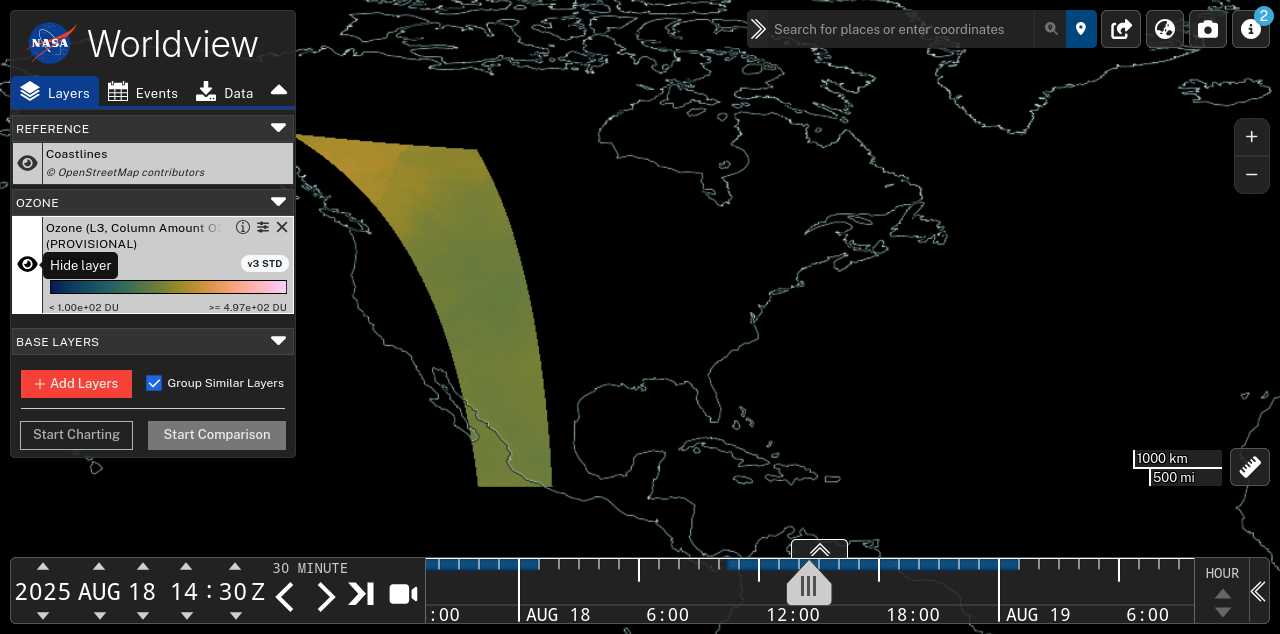 NASA
Worldview
Search for places or enter coordinates
2
Layers
Events
Data
REFERENCE
Coastlines
© OpenStreetMap contributors
OZONE
Ozone (L3, Column Amount
(PROVISIONAL)
Hide layer
v3 STD
< 1.00e+02 DU
>= 4.97e+02 DU
BASE LAYERS
+ Add Layers
Group Similar Layers
Start Charting
Start Comparison
+
−
1000 km
500 mi
2025 AUG 18 14 : 30 Z
30 MINUTE
:00
AUG 18
6:00
12:00
18:00
AUG 19
6:00
HOUR